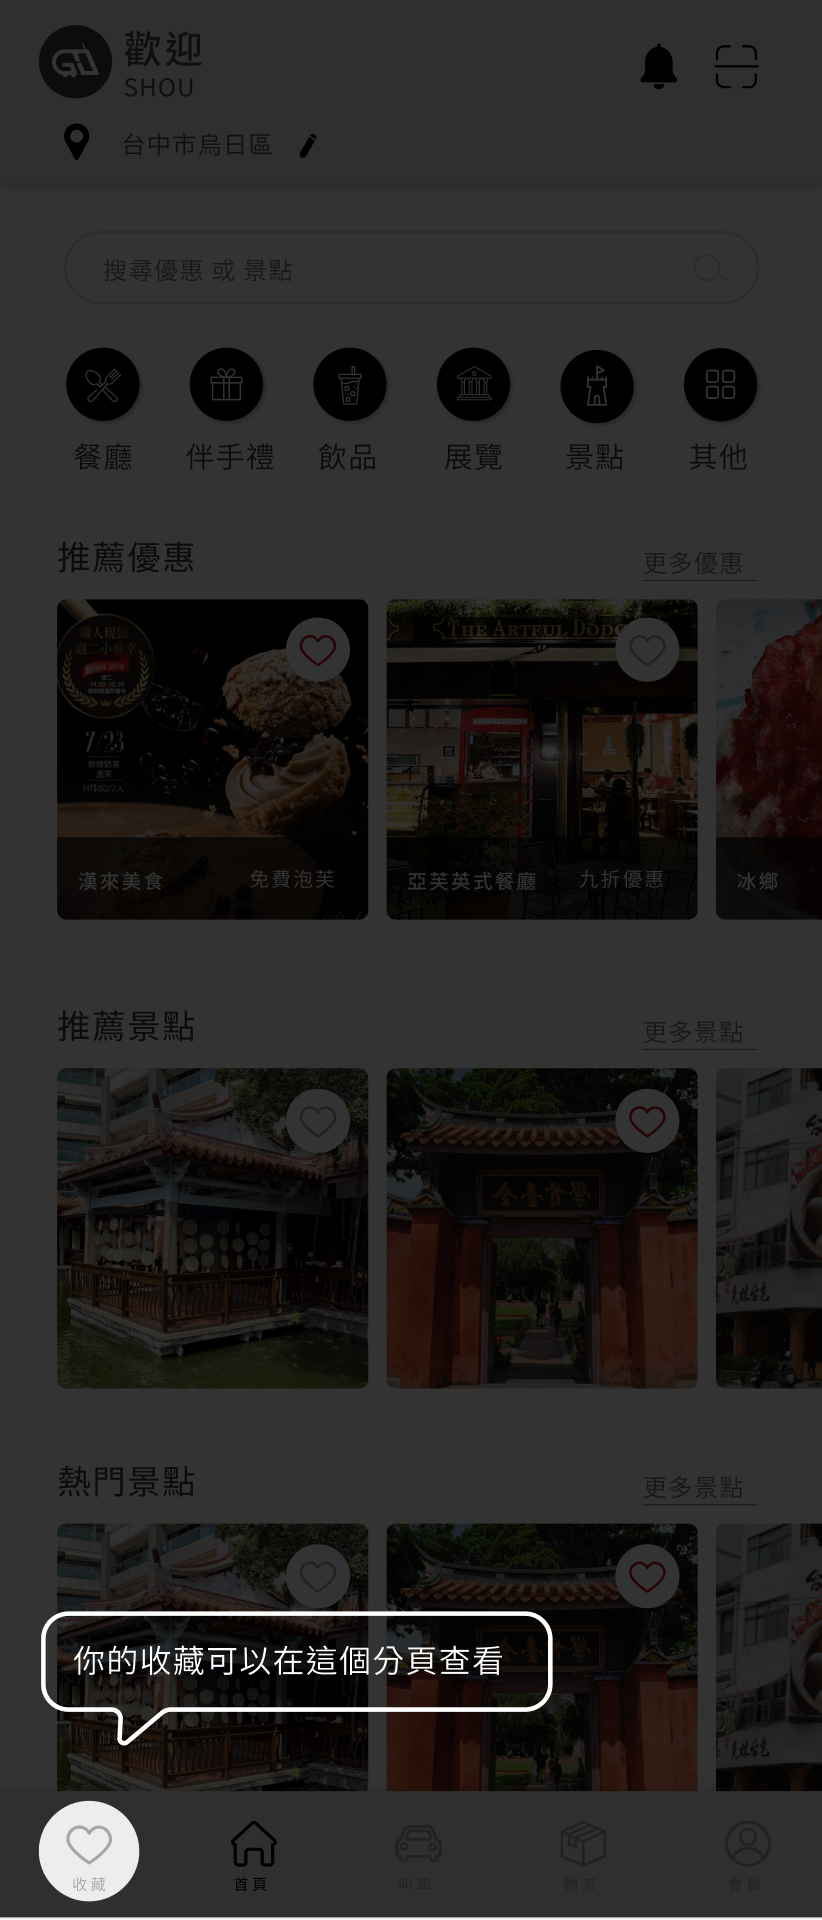 歡迎
SHOU
台中市烏日區
搜尋優惠 或 景點
餐廳 伴手禮 飲品 展覽 景點 其他
推薦優惠 更多優惠
職人現做
週二小確幸
7/23
珍珠奶茶
泡芙
NT$80/2入
漢來美食 免費泡芙
THE ARTFUL DODG
亞芙英式餐廳 九折優惠
冰鄉
推薦景點 更多景點
全臺首學
熱門景點 更多景點
你的收藏可以在這個分頁查看
收藏 首頁 叫車 物流 會員